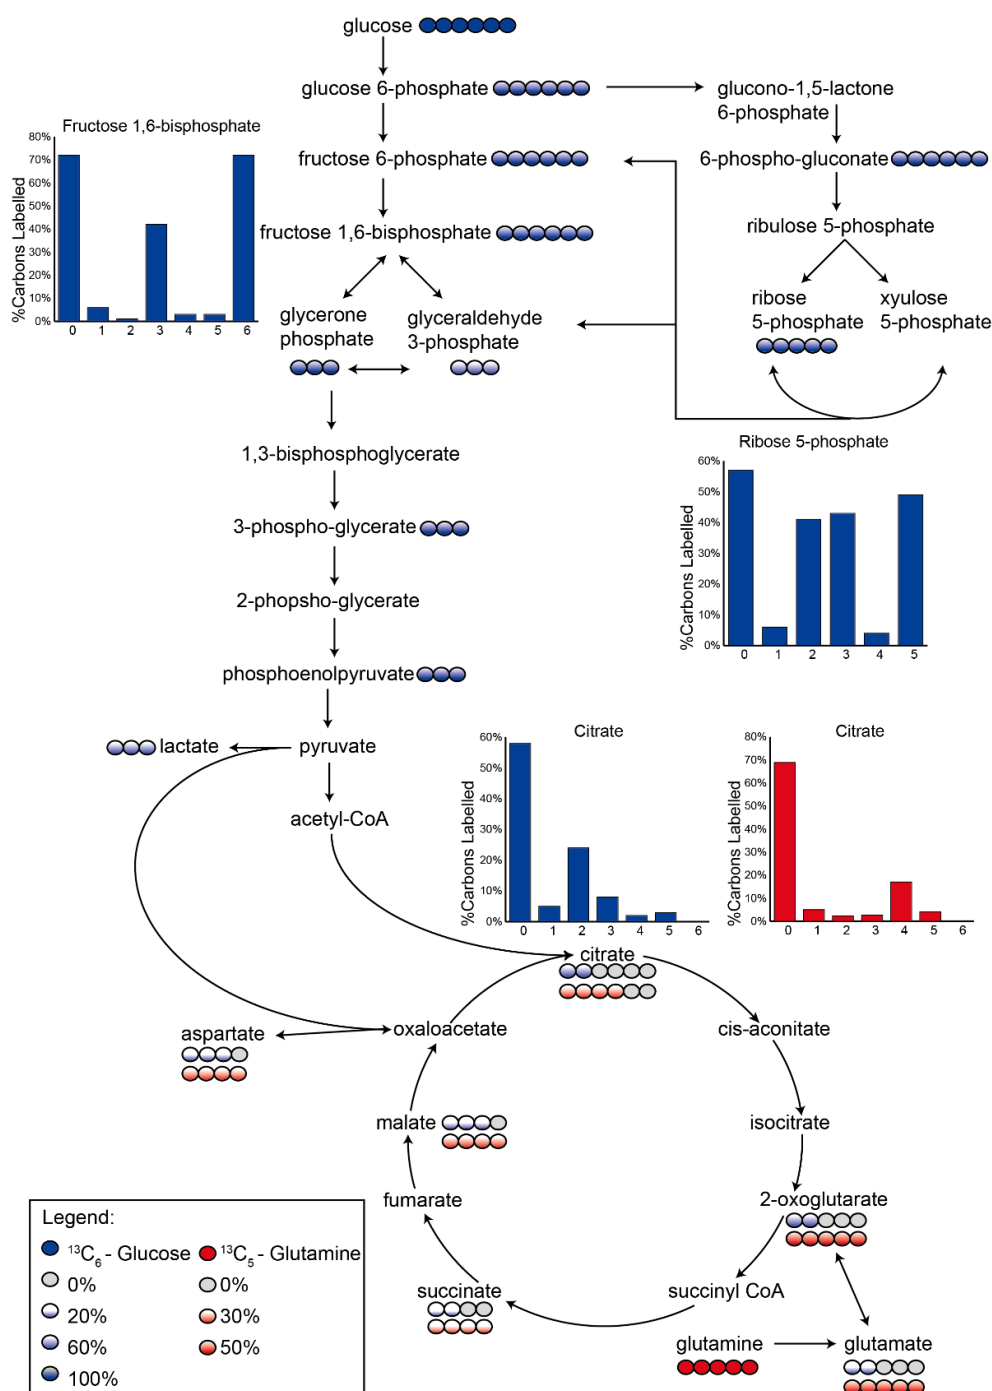 glucose
glucose 6-phosphate
glucono-1,5-lactone
6-phosphate
Fructose 1,6-bisphosphate
80%
70%
60%
50%
40%
30%
20%
10%
0%
%Carbons Labelled
0 1 2 3 4 5 6
fructose 6-phosphate
6-phospho-gluconate
fructose 1,6-bisphosphate
ribulose 5-phosphate
glycerone
phosphate
glyceraldehyde
3-phosphate
ribose
5-phosphate
xyulose
5-phosphate
1,3-bisphosphoglycerate
Ribose 5-phosphate
60%
50%
40%
30%
20%
10%
0%
%Carbons Labelled
0 1 2 3 4 5
3-phospho-glycerate
2-phopsho-glycerate
phosphoenolpyruvate
lactate
pyruvate
acetyl-CoA
Citrate
60%
50%
40%
30%
20%
10%
0%
%Carbons Labelled
0 1 2 3 4 5 6
Citrate
80%
70%
60%
50%
40%
30%
20%
10%
0%
%Carbons Labelled
0 1 2 3 4 5 6
citrate
aspartate
oxaloacetate
cis-aconitate
malate
isocitrate
fumarate
2-oxoglutarate
succinate
succinyl CoA
glutamine
glutamate
Legend:
¹³C₆ - Glucose
0%
20%
60%
100%
¹³C₅ - Glutamine
0%
30%
50%